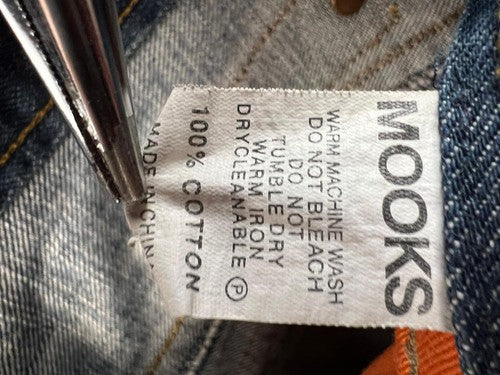 MOOKS
WARM MACHINE WASH
DO NOT BLEACH
DO NOT
TUMBLE DRY
WARM IRON
DRYCLEANABLE Ⓟ
100% COTTON
MADE IN CHINA